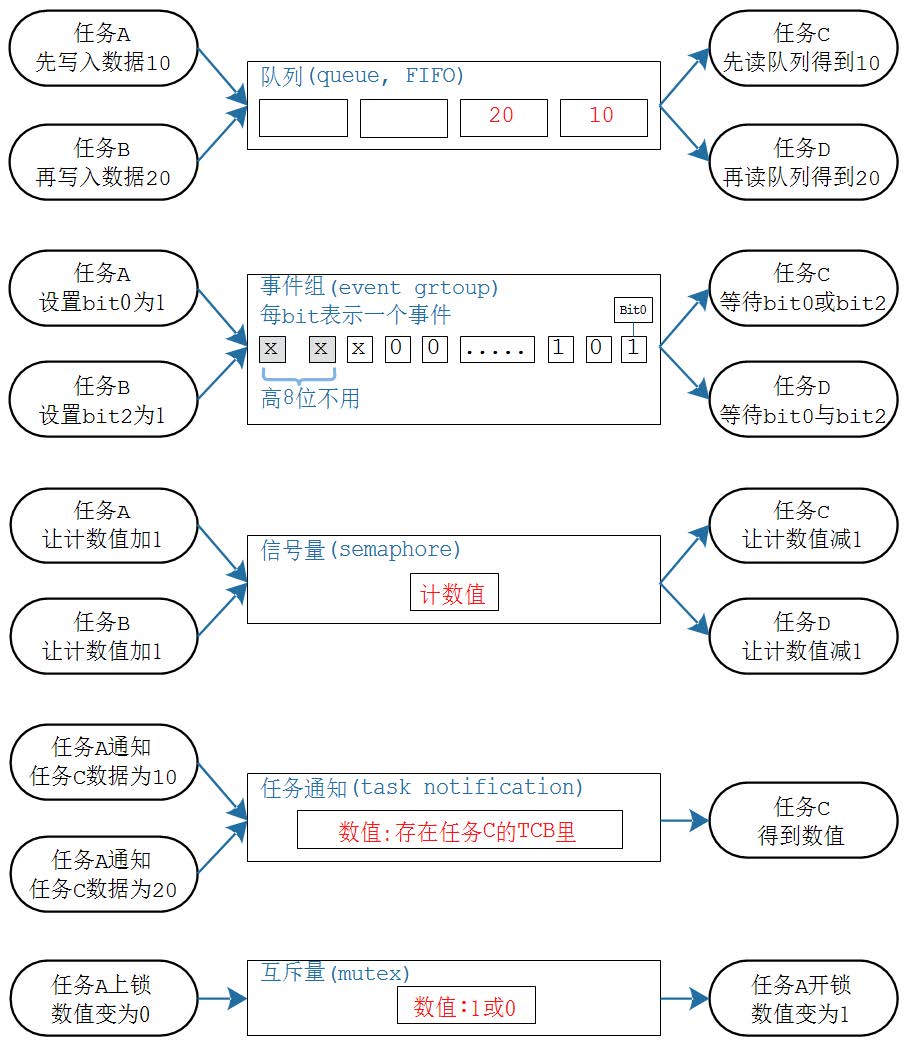 任务A
先写入数据10
任务B
再写入数据20
队列(queue, FIFO)
20
10
任务C
先读队列得到10
任务D
再读队列得到20
任务A
设置bit0为1
任务B
设置bit2为1
事件组(event grtoup)
每bit表示一个事件
Bit0
x x x 0 0 ..... 1 0 1
高8位不用
任务C
等待bit0或bit2
任务D
等待bit0与bit2
任务A
让计数值加1
任务B
让计数值加1
信号量(semaphore)
计数值
任务C
让计数值减1
任务D
让计数值减1
任务A通知
任务C数据为10
任务A通知
任务C数据为20
任务通知(task notification)
数值:存在任务C的TCB里
任务C
得到数值
任务A上锁
数值变为0
互斥量(mutex)
数值:1或0
任务A开锁
数值变为1